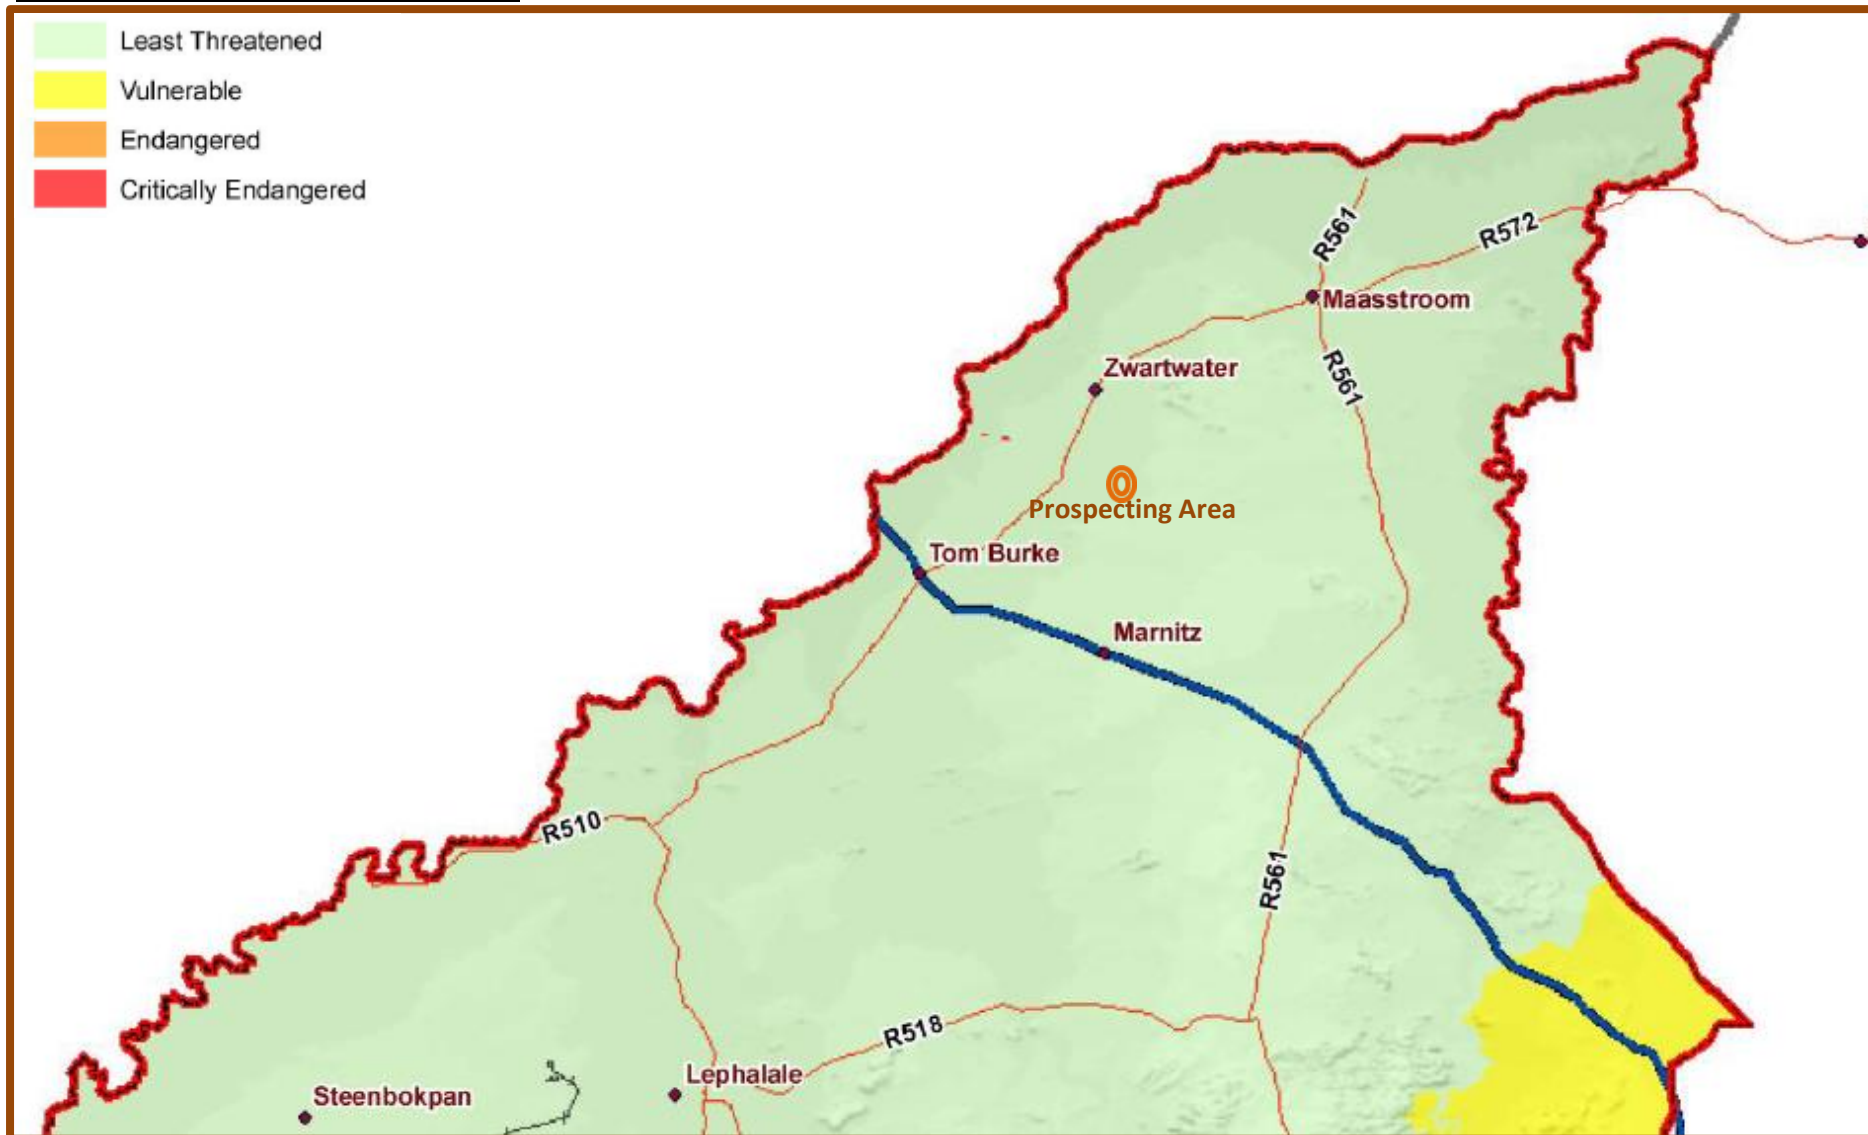 Least Threatened
Vulnerable
Endangered
Critically Endangered
R561
R572
Maasstroom
Zwartwater
R561
Prospecting Area
Tom Burke
Marnitz
R510
R561
R518
Lephalale
Steenbokpan